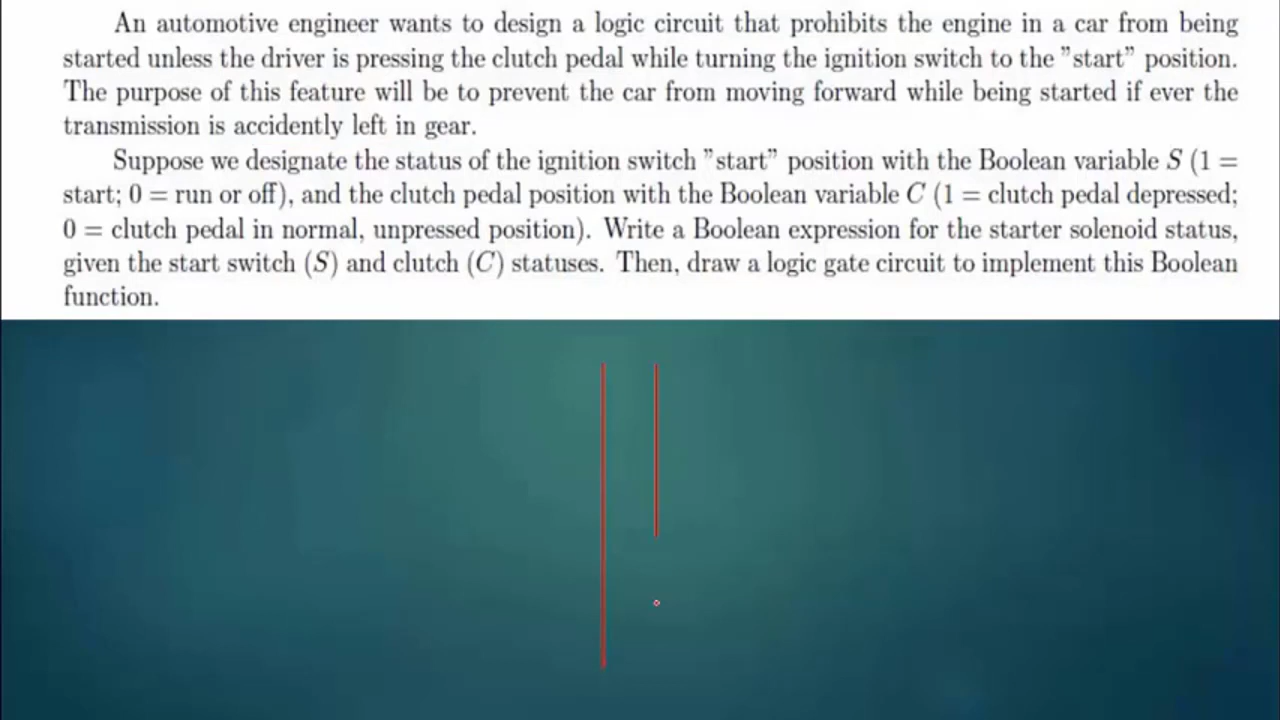 An automotive engineer wants to design a logic circuit that prohibits the engine in a car from being
started unless the driver is pressing the clutch pedal while turning the ignition switch to the ”start” position.
The purpose of this feature will be to prevent the car from moving forward while being started if ever the
transmission is accidently left in gear.
Suppose we designate the status of the ignition switch ”start” position with the Boolean variable S (1 =
start; 0 = run or off), and the clutch pedal position with the Boolean variable C (1 = clutch pedal depressed;
0 = clutch pedal in normal, unpressed position). Write a Boolean expression for the starter solenoid status,
given the start switch (S) and clutch (C) statuses. Then, draw a logic gate circuit to implement this Boolean
function.